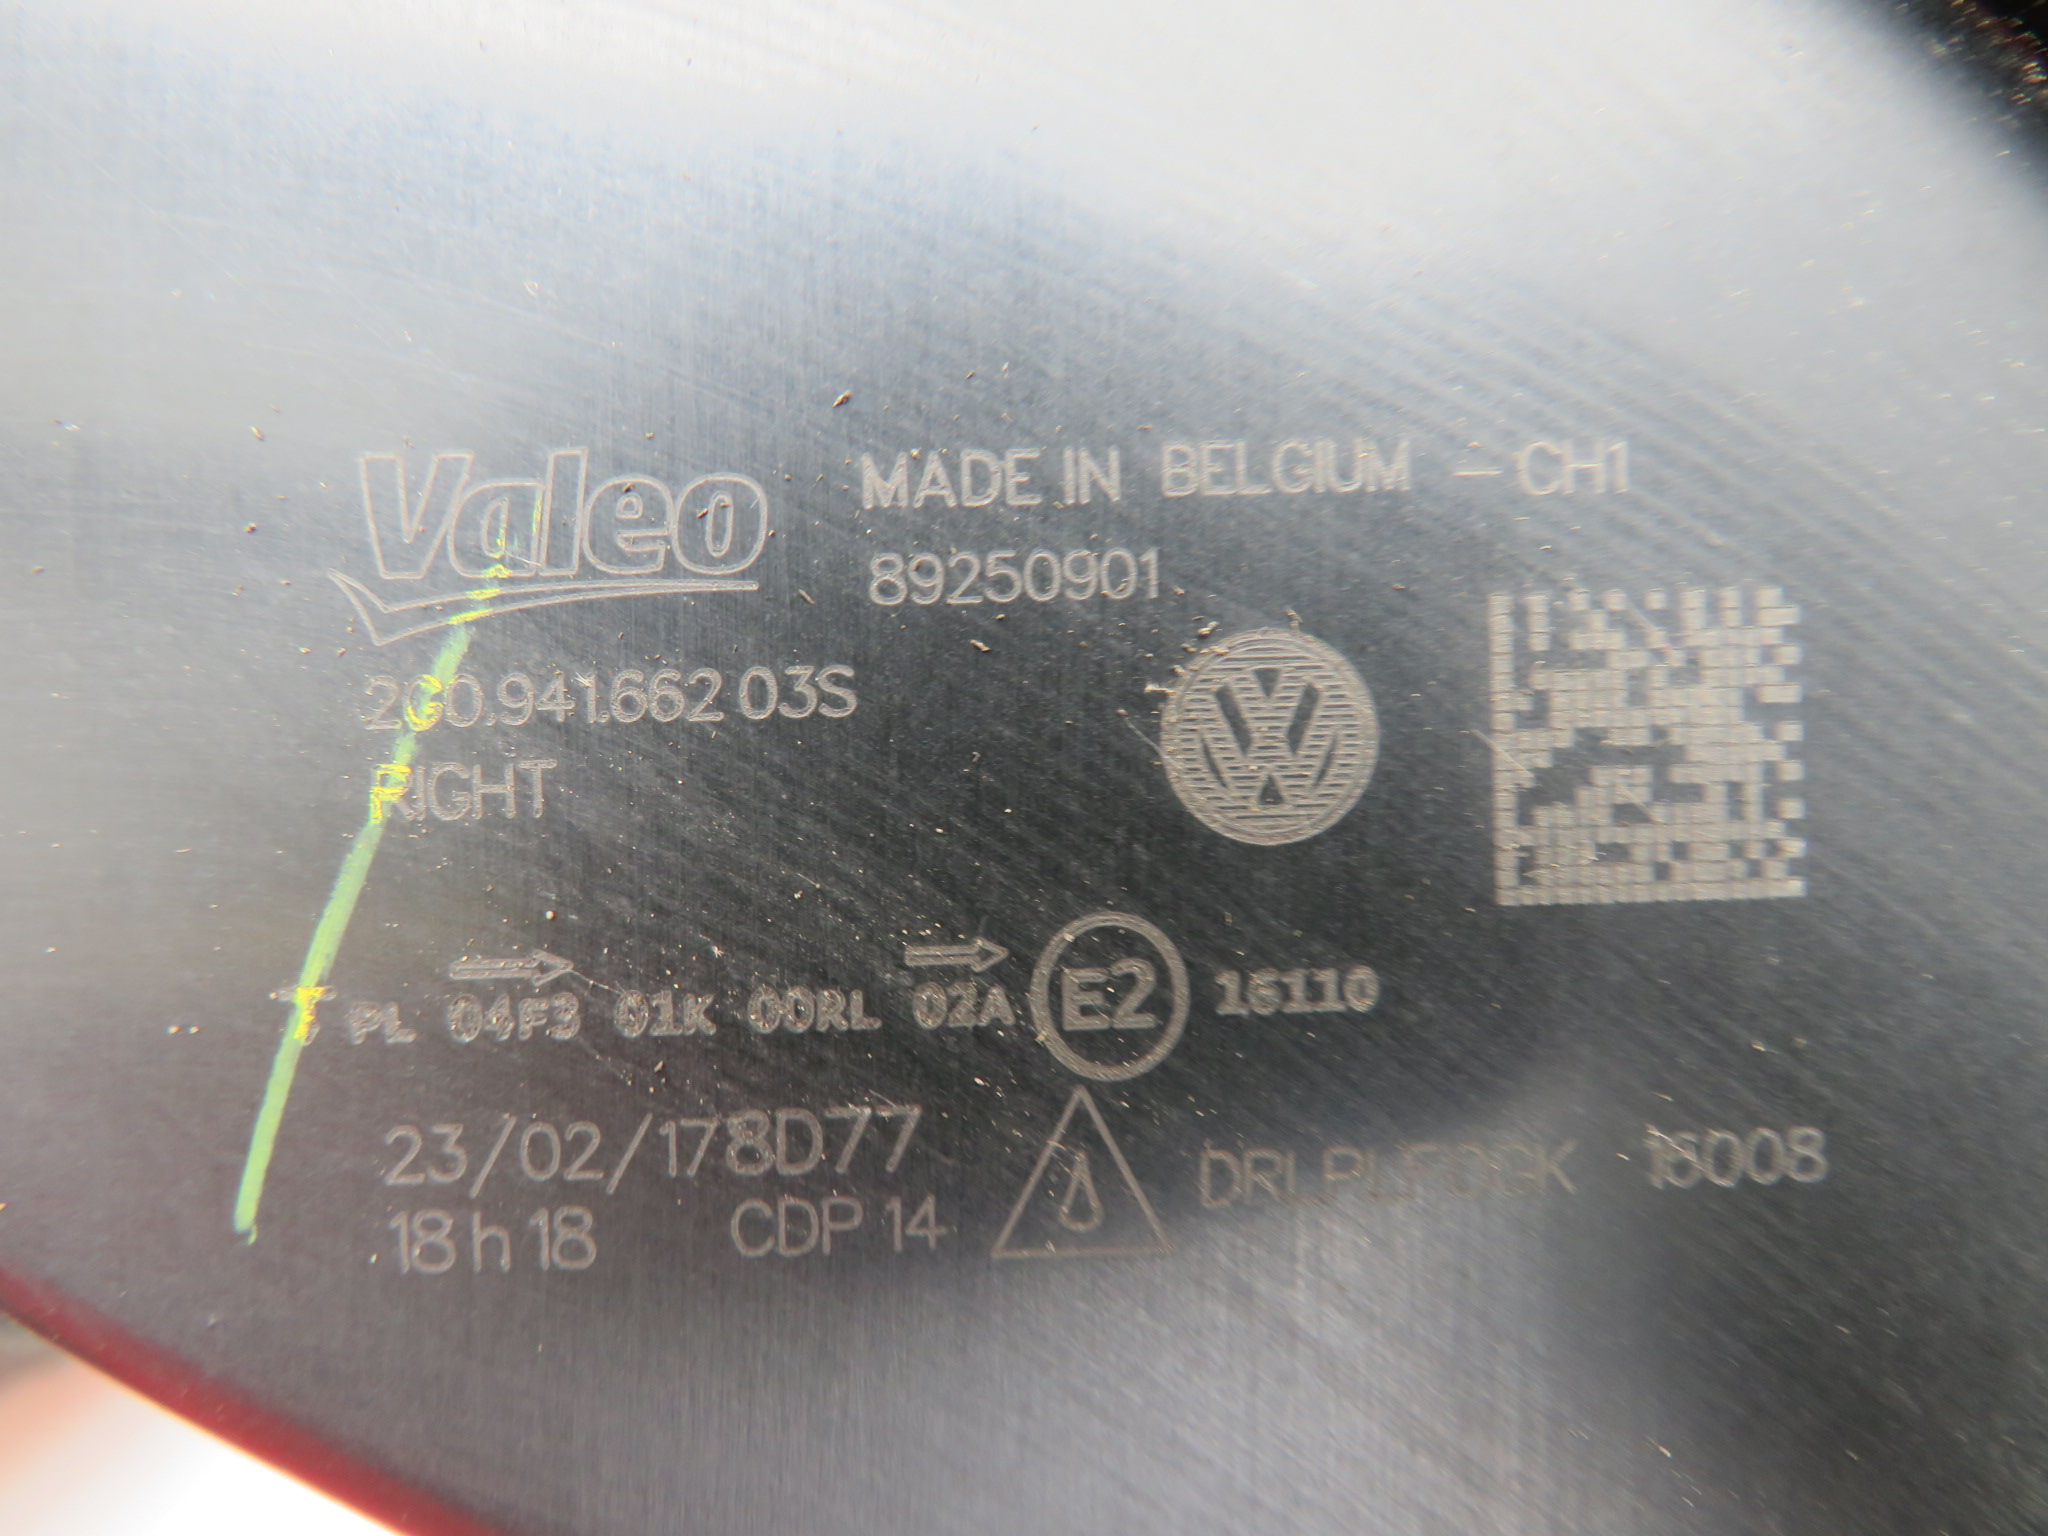 Valeo
MADE IN BELGIUM - CH1
89250901
2G0.941.662 03S
RIGHT
PL 04F3 01K 00RL 02A E2 16110
23/02/17 8D77
18 h 18 CDP 14
16008